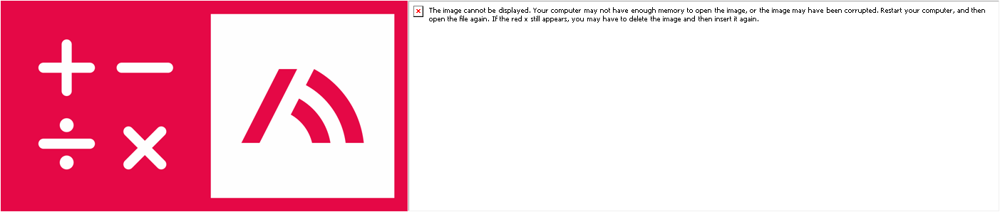 The image cannot be displayed. Your computer may not have enough memory to open the image, or the image may have been corrupted. Restart your computer, and then
open the file again. If the red x still appears, you may have to delete the image and then insert it again.